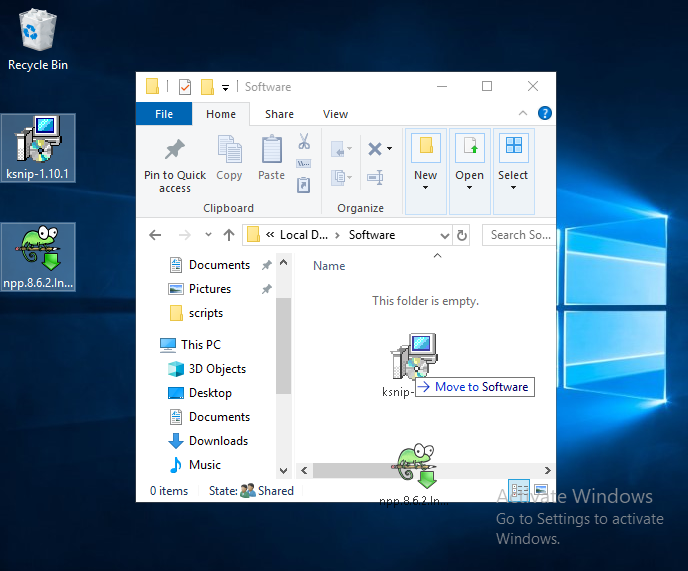 Recycle Bin
ksnip-1.10.1
npp.8.6.2.In...
Software
File
Home
Share
View
?
Pin to Quick
access
Copy
Paste
New
Open
Select
Clipboard
Organize
« Local D... › Software
Search So...
Documents
Pictures
scripts
This PC
3D Objects
Desktop
Documents
Downloads
Music
Name
This folder is empty.
ksnip-
Move to Software
npp.8.6.2.In...
0 items
State: Shared
Activate Windows
Go to Settings to activate
Windows.